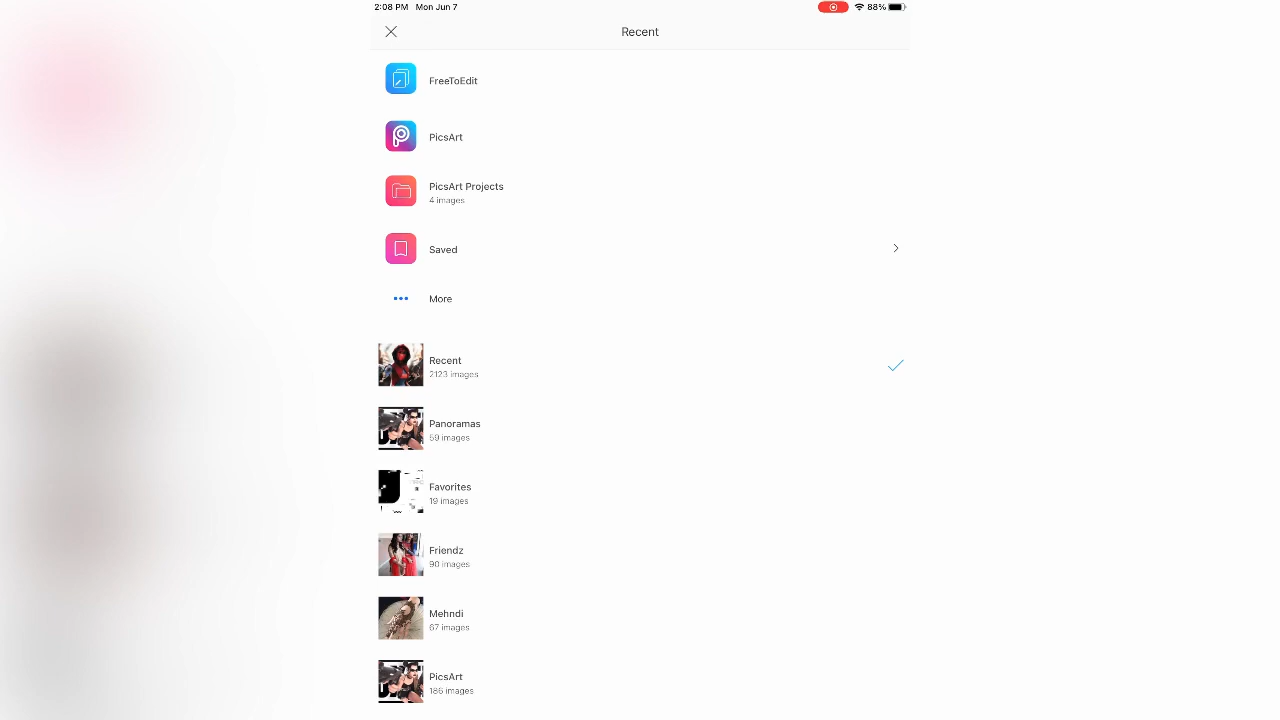 2:08 PM Mon Jun 7
88%
Recent
FreeToEdit
PicsArt
PicsArt Projects
4 images
Saved
More
Recent
2123 images
Panoramas
59 images
Favorites
19 images
Friendz
90 images
Mehndi
67 images
PicsArt
186 images